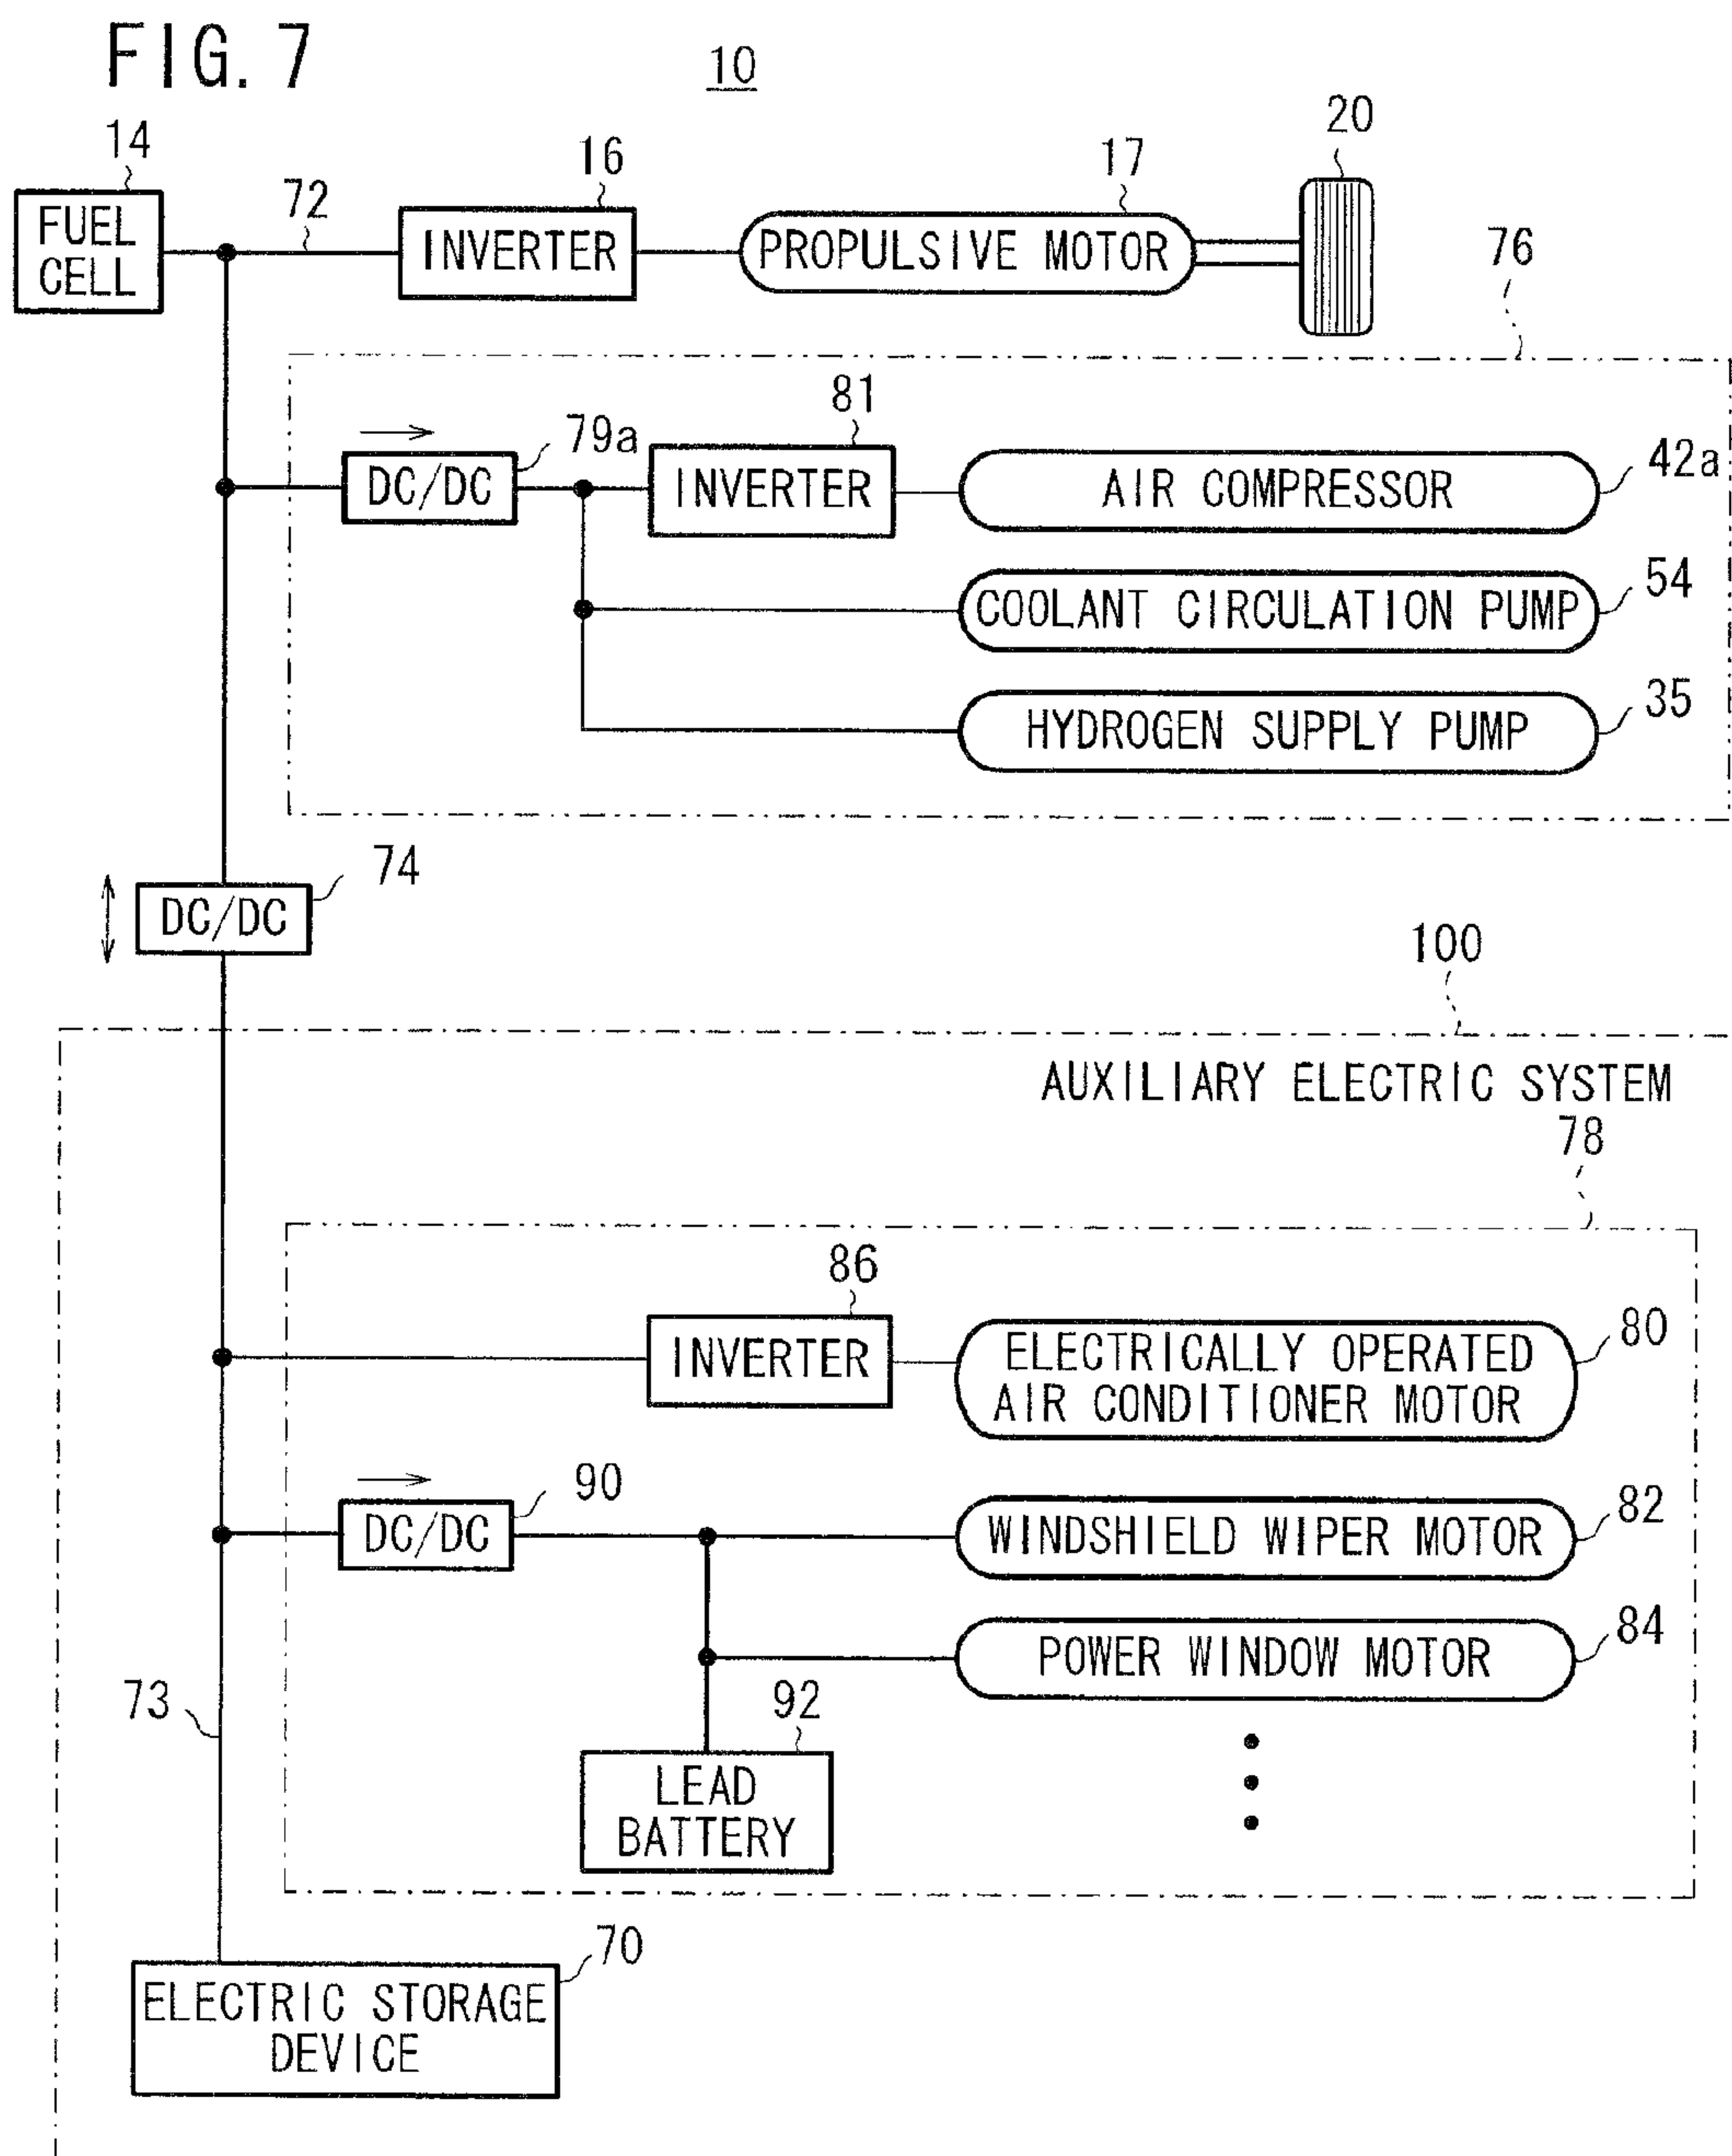 FIG. 7
10
14
16
17
20
72
FUEL
CELL
INVERTER
PROPULSIVE MOTOR
76
81
79a
DC/DC
INVERTER
AIR COMPRESSOR
42a
COOLANT CIRCULATION PUMP
54
HYDROGEN SUPPLY PUMP
35
74
DC/DC
100
AUXILIARY ELECTRIC SYSTEM
78
86
INVERTER
ELECTRICALLY OPERATED
AIR CONDITIONER MOTOR
80
90
DC/DC
WINDSHIELD WIPER MOTOR
82
POWER WINDOW MOTOR
84
73
92
LEAD
BATTERY
70
ELECTRIC STORAGE
DEVICE